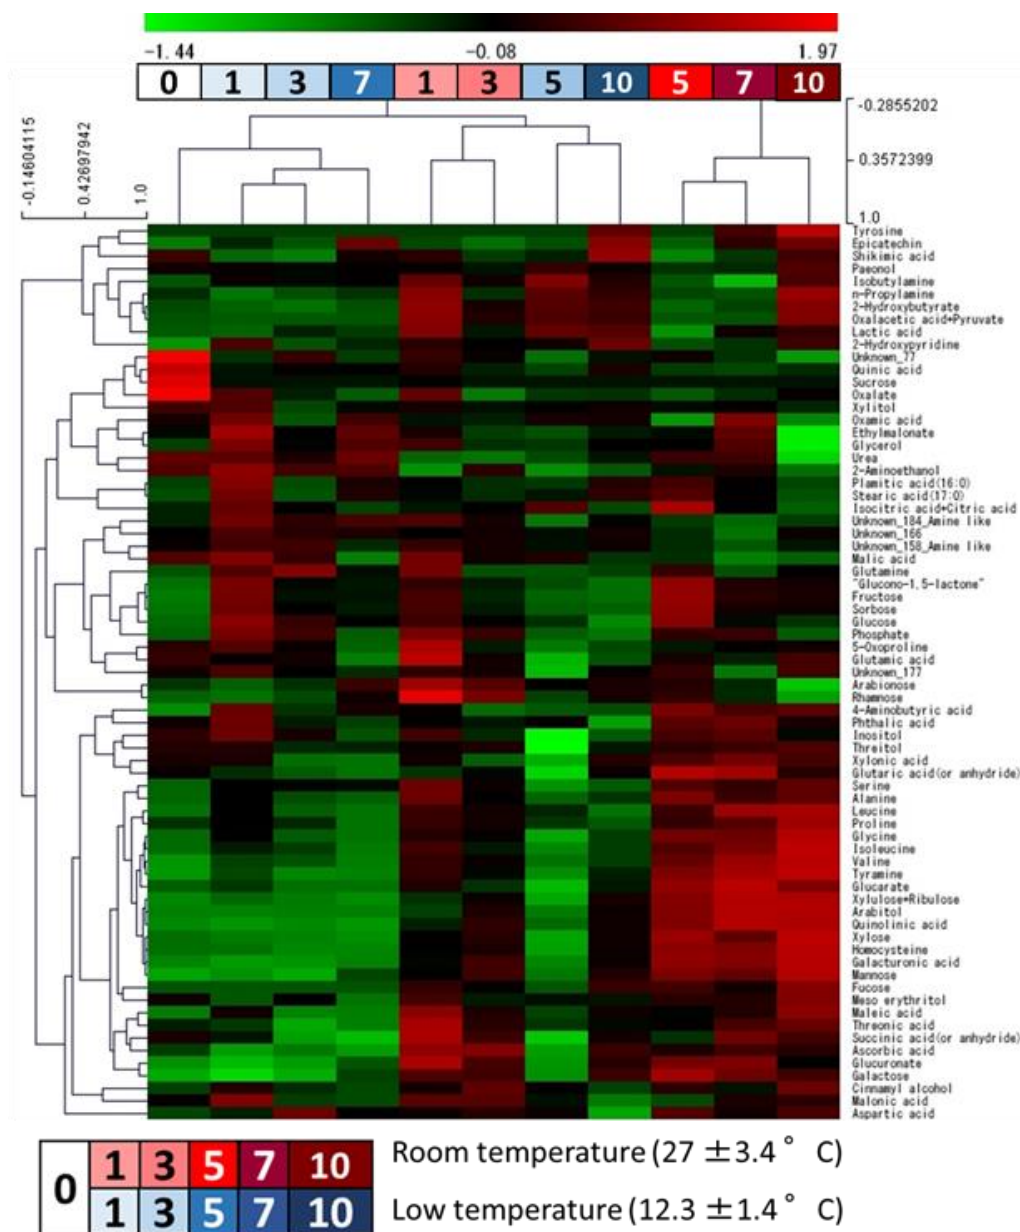 -1.44 -0.08 1.97
0 1 3 7 1 3 5 10 5 7 10
-0.14604115
0.42697942
1.0
-0.2855202
0.3572399
1.0
Tyrosine
Epicatechin
Shikimic acid
Paeonol
Isobutylamine
n-Propylamine
2-Hydroxybutyrate
Oxalacetic acid+Pyruvate
Lactic acid
2-Hydroxypyridine
Unknown_77
Quinic acid
Sucrose
Oxalate
Xylitol
Oxamic acid
Ethylmalonate
Glycerol
Urea
2-Aminoethanol
Plamitic acid(16:0)
Stearic acid(17:0)
Isocitric acid+Citric acid
Unknown_184_Amine like
Unknown_166
Unknown_158_Amine like
Malic acid
Glutamine
"Glucono-1,5-lactone"
Fructose
Sorbose
Glucose
Phosphate
5-Oxoproline
Glutamic acid
Unknown_177
Arabionose
Rhamnose
4-Aminobutyric acid
Phthalic acid
Inositol
Threitol
Xylonic acid
Glutaric acid(or anhydride)
Serine
Alanine
Leucine
Proline
Glycine
Isoleucine
Valine
Tyramine
Glucarate
Xylulose+Ribulose
Arabitol
Quinolinic acid
Xylose
Homocysteine
Galacturonic acid
Mannose
Fucose
Meso erythritol
Maleic acid
Threonic acid
Succinic acid(or anhydride)
Ascorbic acid
Glucuronate
Galactose
Cinnamyl alcohol
Malonic acid
Aspartic acid
0
1 3 5 7 10 Room temperature (27 ±3.4 ° C)
1 3 5 7 10 Low temperature (12.3 ±1.4 ° C)